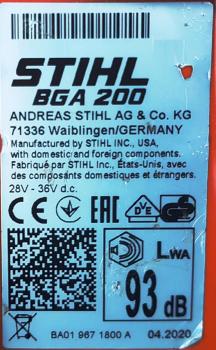 STIHL
BGA 200
ANDREAS STIHL AG & Co. KG
71336 Waiblingen/GERMANY
Manufactured by STIHL INC., USA,
with domestic and foreign components.
Fabriqué par STIHL Inc., États-Unis, avec
des composants domestiques et étrangers.
28V - 36V d.c.
CE EAC VDE GS
LWA
93 dB
BA01 967 1800 A 04.2020